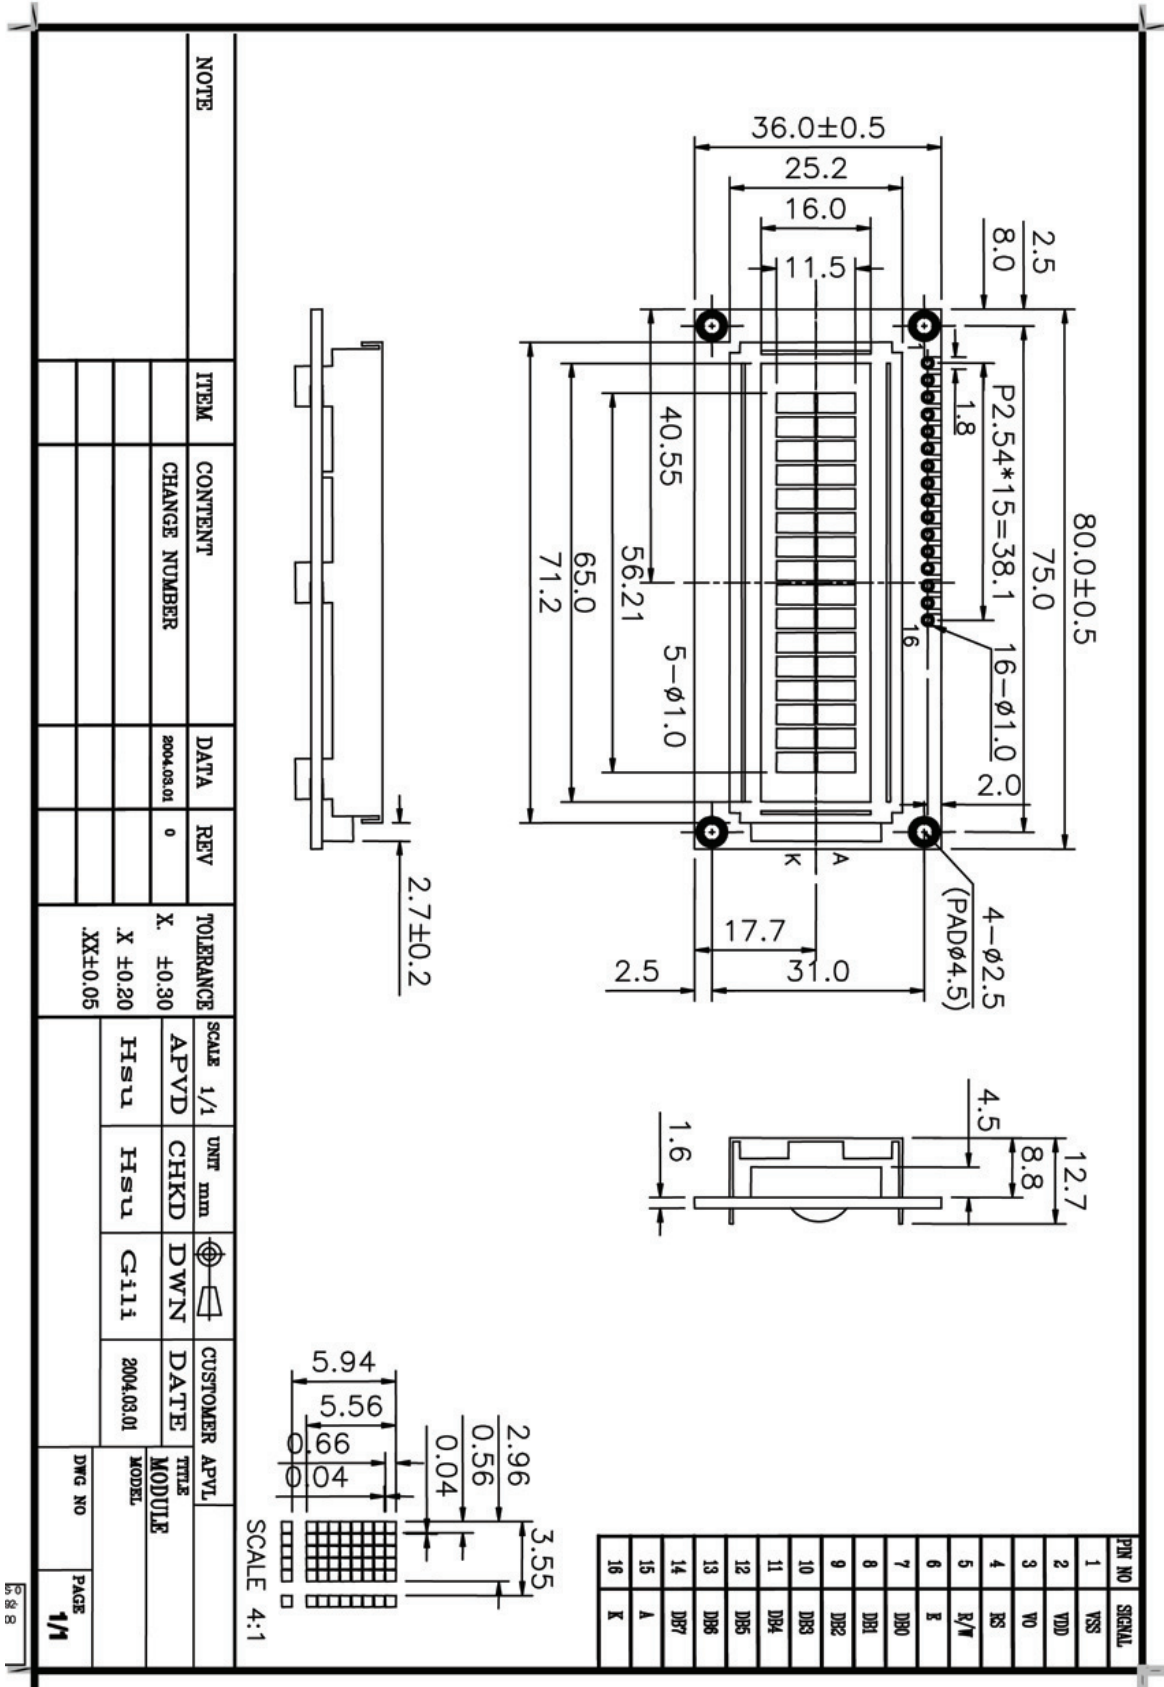 36.0±0.5
25.2
16.0
11.5
2.5
8.0
80.0±0.5
75.0
P2.54*15=38.1
1.8
1
16
16-ø1.0
2.0
40.55
56.21
65.0
71.2
5-ø1.0
K
A
4-ø2.5
(PADø4.5)
17.7
31.0
2.5
2.7±0.2
12.7
8.8
4.5
1.6
5.94
5.56
0.66
0.04
2.96
0.56
0.04
3.55
SCALE 4:1
PIN NO SIGNAL
1 VSS
2 VDD
3 VO
4 RS
5 R/W
6 E
7 DB0
8 DB1
9 DB2
10 DB3
11 DB4
12 DB5
13 DB6
14 DB7
15 A
16 K
NOTE
ITEM CONTENT DATA REV
CHANGE NUMBER 2004.03.01 0
TOLERANCE
X. ±0.30
.X ±0.20
.XX±0.05
SCALE 1/1 UNIT mm CUSTOMER APVL
APVD CHKD DWN DATE
Hsu Hsu Gili 2004.03.01
TITLE
MODULE
MODEL
DWG NO
PAGE
1/1